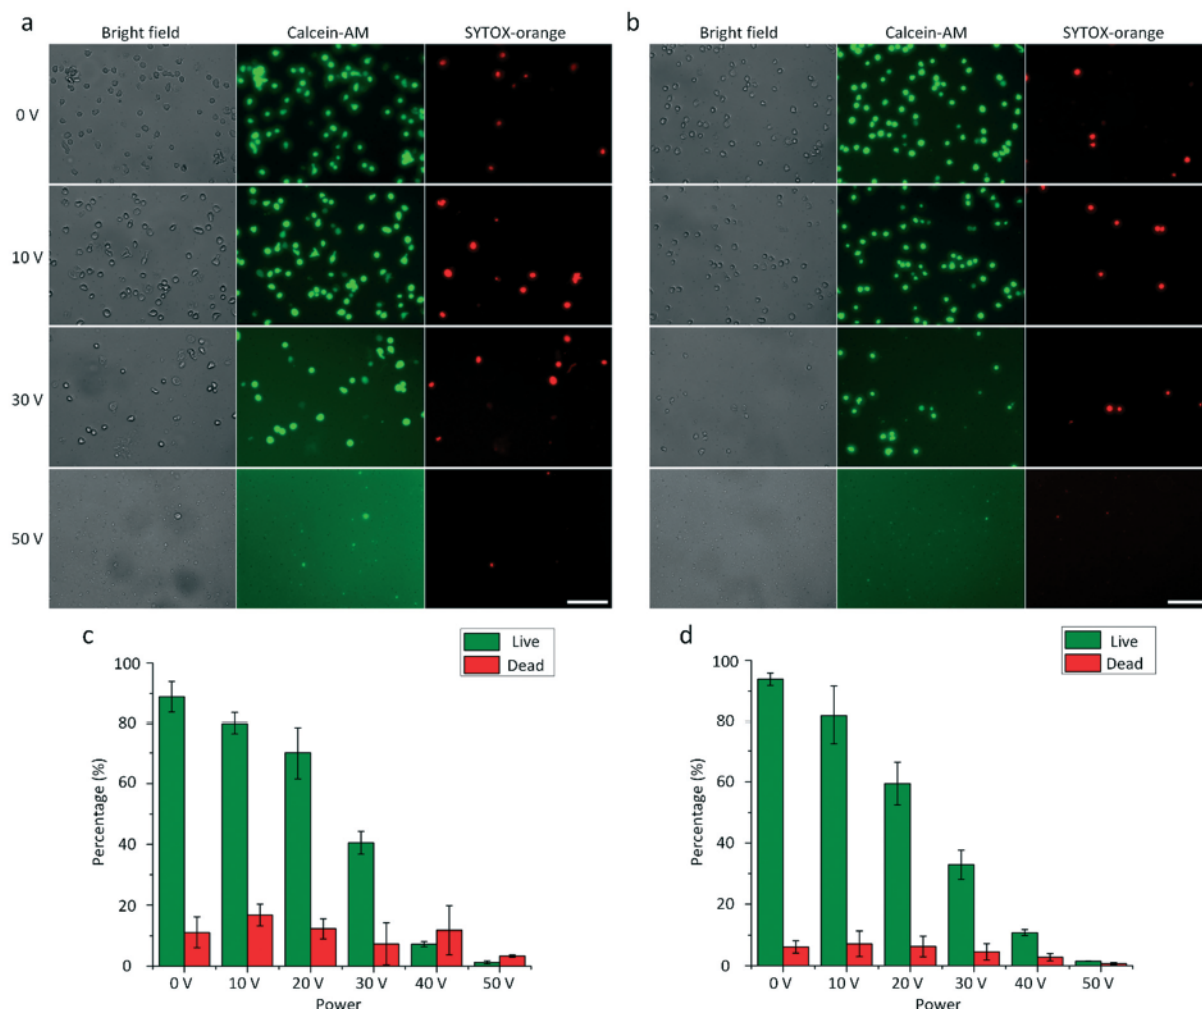 a
Bright field Calcein-AM SYTOX-orange
0 V
10 V
30 V
50 V
b
Bright field Calcein-AM SYTOX-orange
c
Live
Dead
Percentage (%)
100
80
60
40
20
0
0 V 10 V 20 V 30 V 40 V 50 V
Power
d
Live
Dead
Percentage (%)
100
80
60
40
20
0
0 V 10 V 20 V 30 V 40 V 50 V
Power